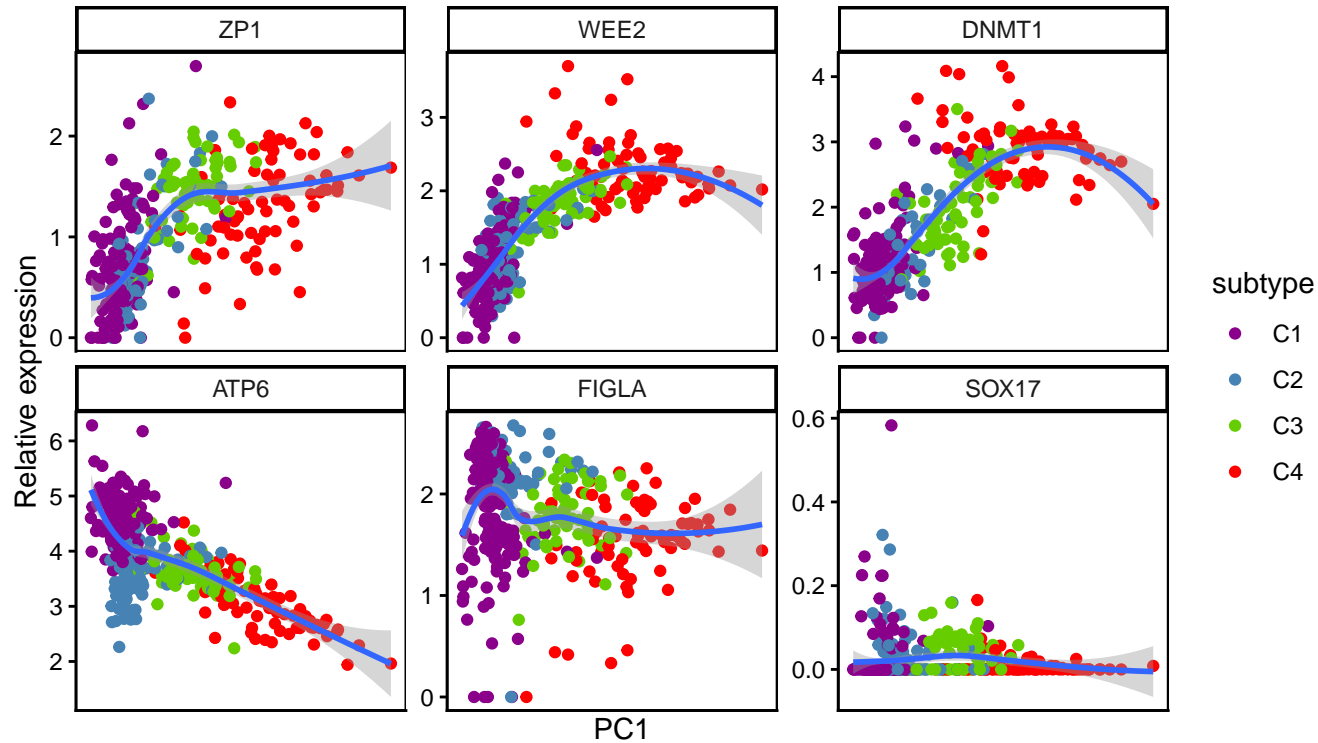 ZP1 WEE2 DNMT1
2
1
0
3
2
1
0
4
3
2
1
0
Relative expression
ATP6 FIGLA SOX17
6
5
4
3
2
2
1
0
0.6
0.4
0.2
0.0
PC1
subtype
C1
C2
C3
C4